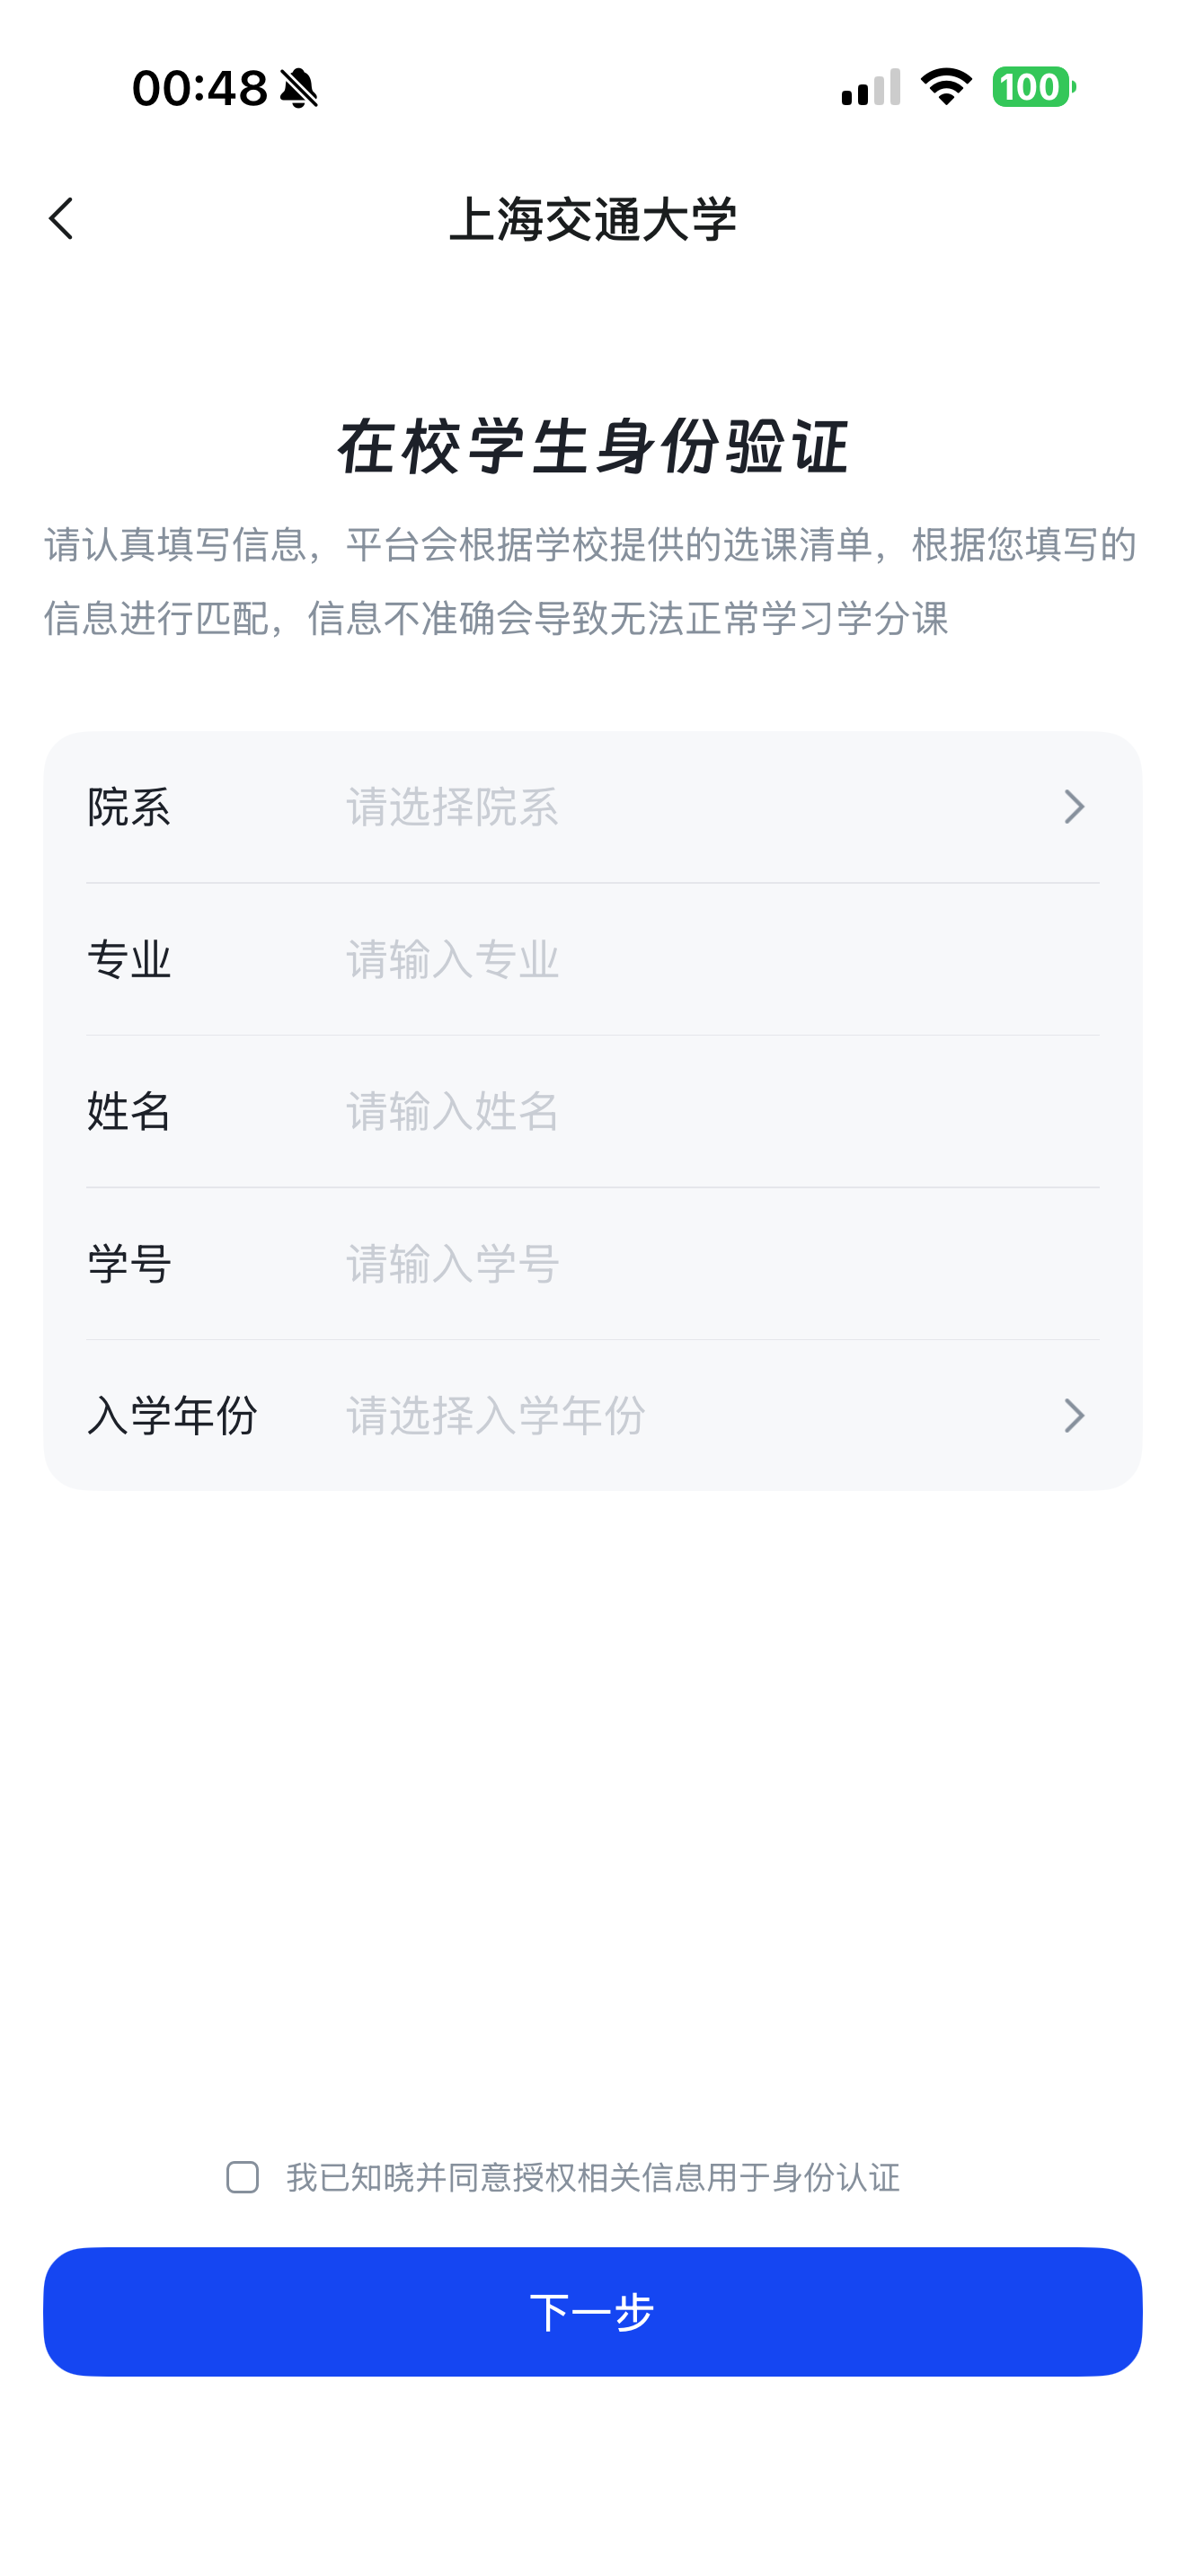 00:48
100
上海交通大学
在校学生身份验证
请认真填写信息，平台会根据学校提供的选课清单，根据您填写的
信息进行匹配，信息不准确会导致无法正常学习学分课
院系 请选择院系
专业 请输入专业
姓名 请输入姓名
学号 请输入学号
入学年份 请选择入学年份
我已知晓并同意授权相关信息用于身份认证
下一步